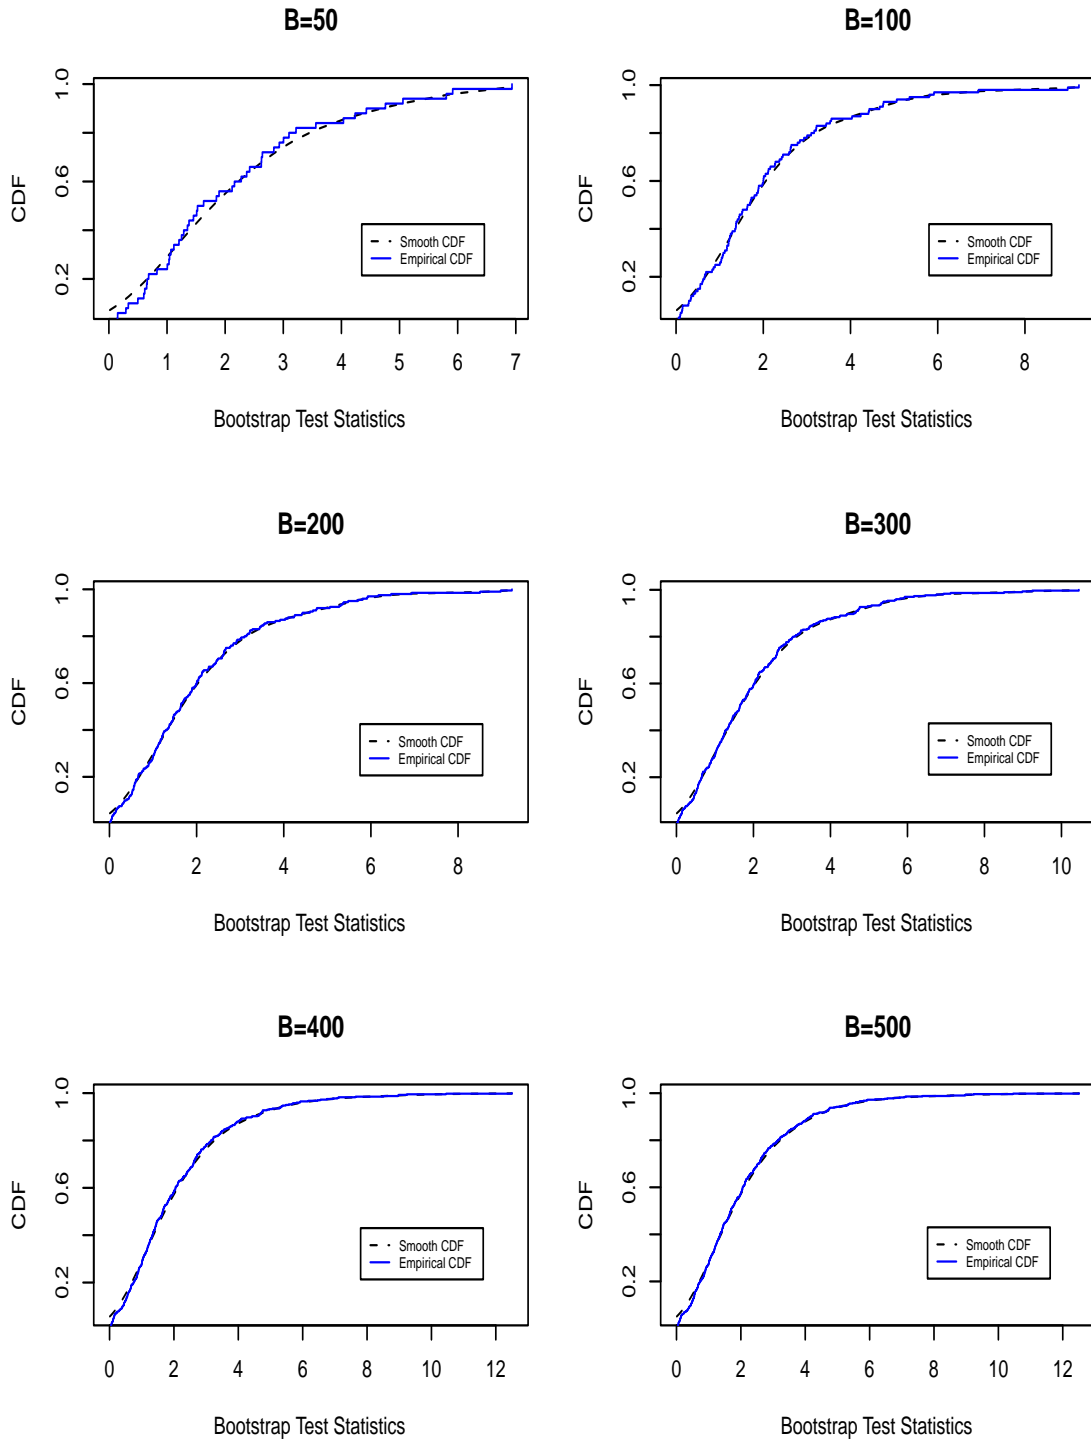 B=50
CDF
1.0
0.6
0.2
Smooth CDF
Empirical CDF
0 1 2 3 4 5 6 7
Bootstrap Test Statistics
B=100
CDF
1.0
0.6
0.2
Smooth CDF
Empirical CDF
0 2 4 6 8
Bootstrap Test Statistics
B=200
CDF
1.0
0.6
0.2
Smooth CDF
Empirical CDF
0 2 4 6 8
Bootstrap Test Statistics
B=300
CDF
1.0
0.6
0.2
Smooth CDF
Empirical CDF
0 2 4 6 8 10
Bootstrap Test Statistics
B=400
CDF
1.0
0.6
0.2
Smooth CDF
Empirical CDF
0 2 4 6 8 10 12
Bootstrap Test Statistics
B=500
CDF
1.0
0.6
0.2
Smooth CDF
Empirical CDF
0 2 4 6 8 10 12
Bootstrap Test Statistics